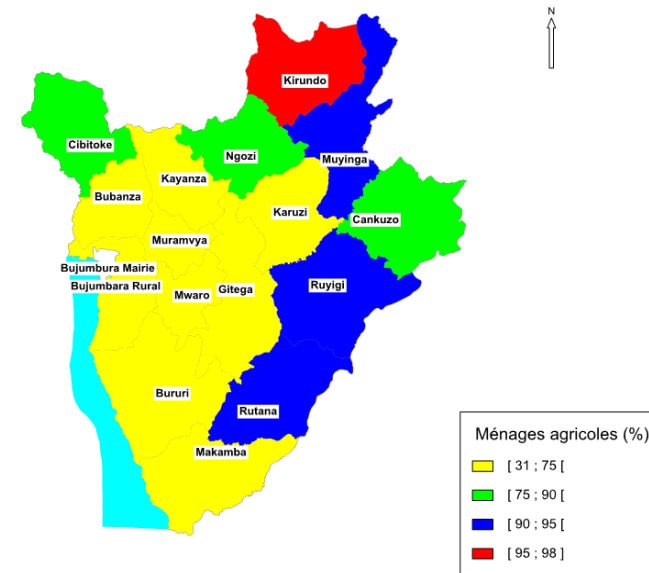 N
Kirundo
Cibitoke
Ngozi
Muyinga
Kayanza
Bubanza
Karuzi
Cankuzo
Muramvya
Bujumbura Mairie
Bujumbara Rural
Ruyigi
Mwaro
Gitega
Bururi
Rutana
Makamba
Ménages agricoles (%)
[ 31 ; 75 [
[ 75 ; 90 [
[ 90 ; 95 [
[ 95 ; 98 ]